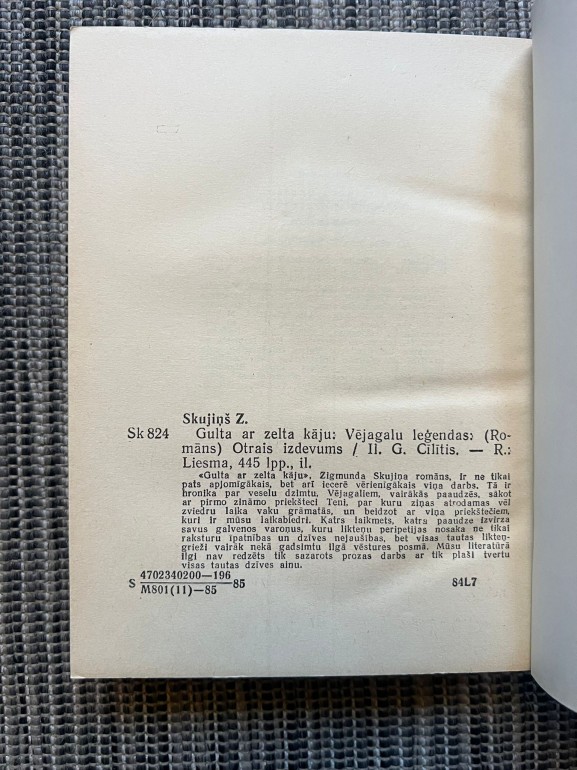 Skujiņš Z.
Sk 824 Gulta ar zelta kāju: Vējagalu leģendas: (Ro-
māns) Otrais izdevums / Il. G. Cīlītis. — R.:
Liesma, 445 lpp., il.
«Gulta ar zelta kāju», Zigmunda Skujiņa romāns, ir ne tikai
pats apjomīgākais, bet arī iecerē vērienīgākais viņa darbs. Tā ir
hronika par veselu dzimtu, Vējagaliem, vairākās paaudzēs, sākot
ar pirmo zināmo priekšteci Teni, par kuru ziņas atrodamas vēl
zviedru laika vaku grāmatās, un beidzot ar viņa priekštečiem,
kuri ir mūsu laikabiedri. Katrs laikmets, katra paaudze izvirza
savus galvenos varoņus, kuru likteņu peripetijas nosaka ne tikai
raksturu īpatnības un dzīves nejaušības, bet visas tautas likteņ-
grieži vairāk nekā gadsimtu ilgā vēstures posmā. Mūsu literatūrā
ilgi nav redzēts tik sazarots prozas darbs ar tik plaši tvertu
visas tautas dzīves ainu.
S 4702340200—196
M801(11)—85 85 84L7